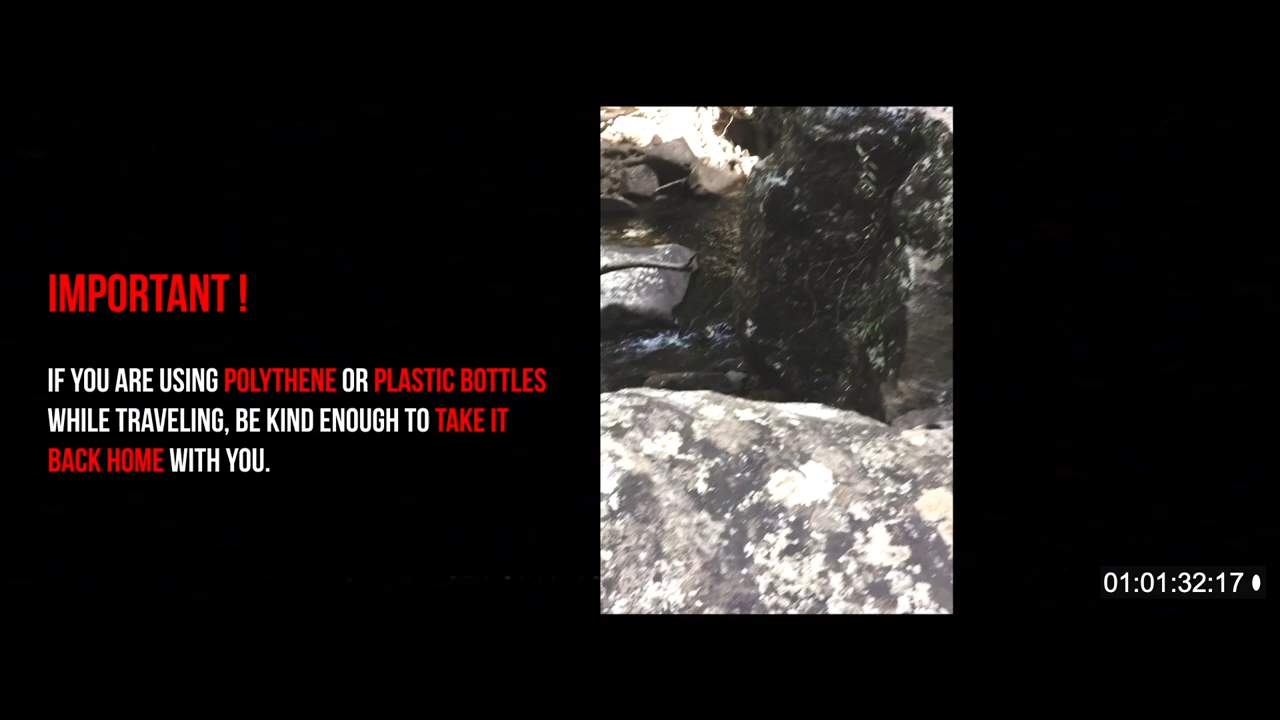 IMPORTANT !
IF YOU ARE USING POLYTHENE OR PLASTIC BOTTLES
WHILE TRAVELING, BE KIND ENOUGH TO TAKE IT
BACK HOME WITH YOU.
01:01:32:17